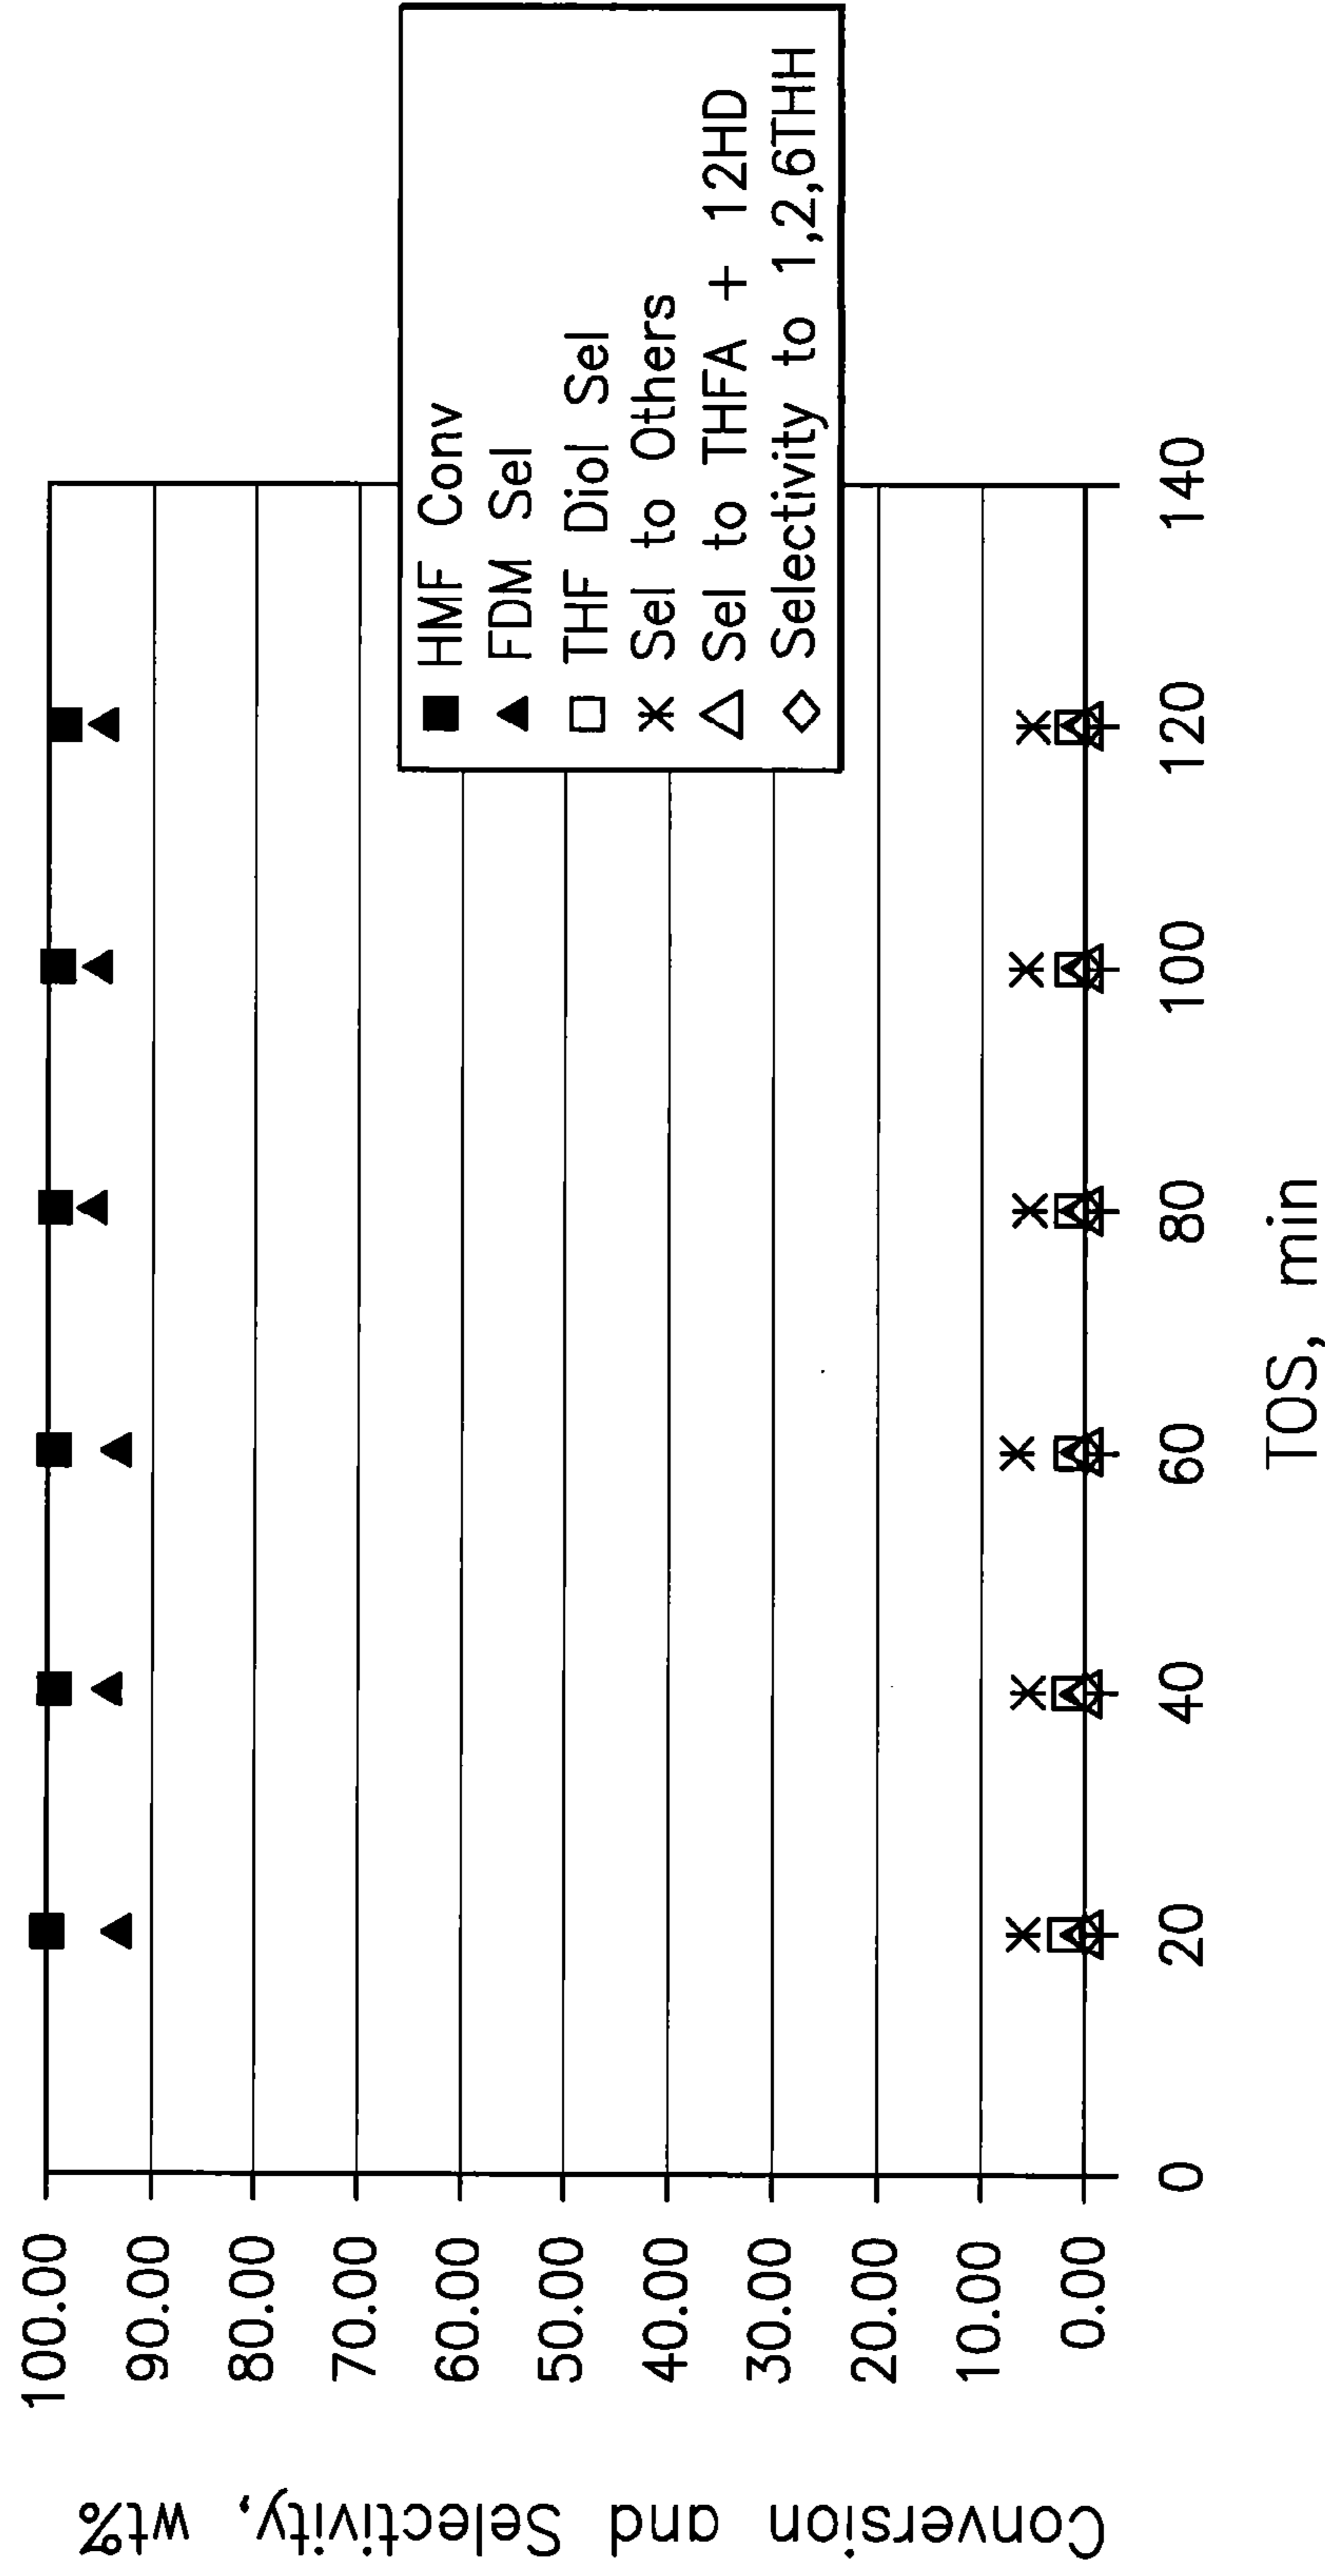 Conversion and Selectivity, wt%
100.00
90.00
80.00
70.00
60.00
50.00
40.00
30.00
20.00
10.00
0.00
0 20 40 60 80 100 120 140
TOS, min
HMF Conv
FDM Sel
THF Diol Sel
Sel to Others
Sel to THFA + 12HD
Selectivity to 1,2,6THH